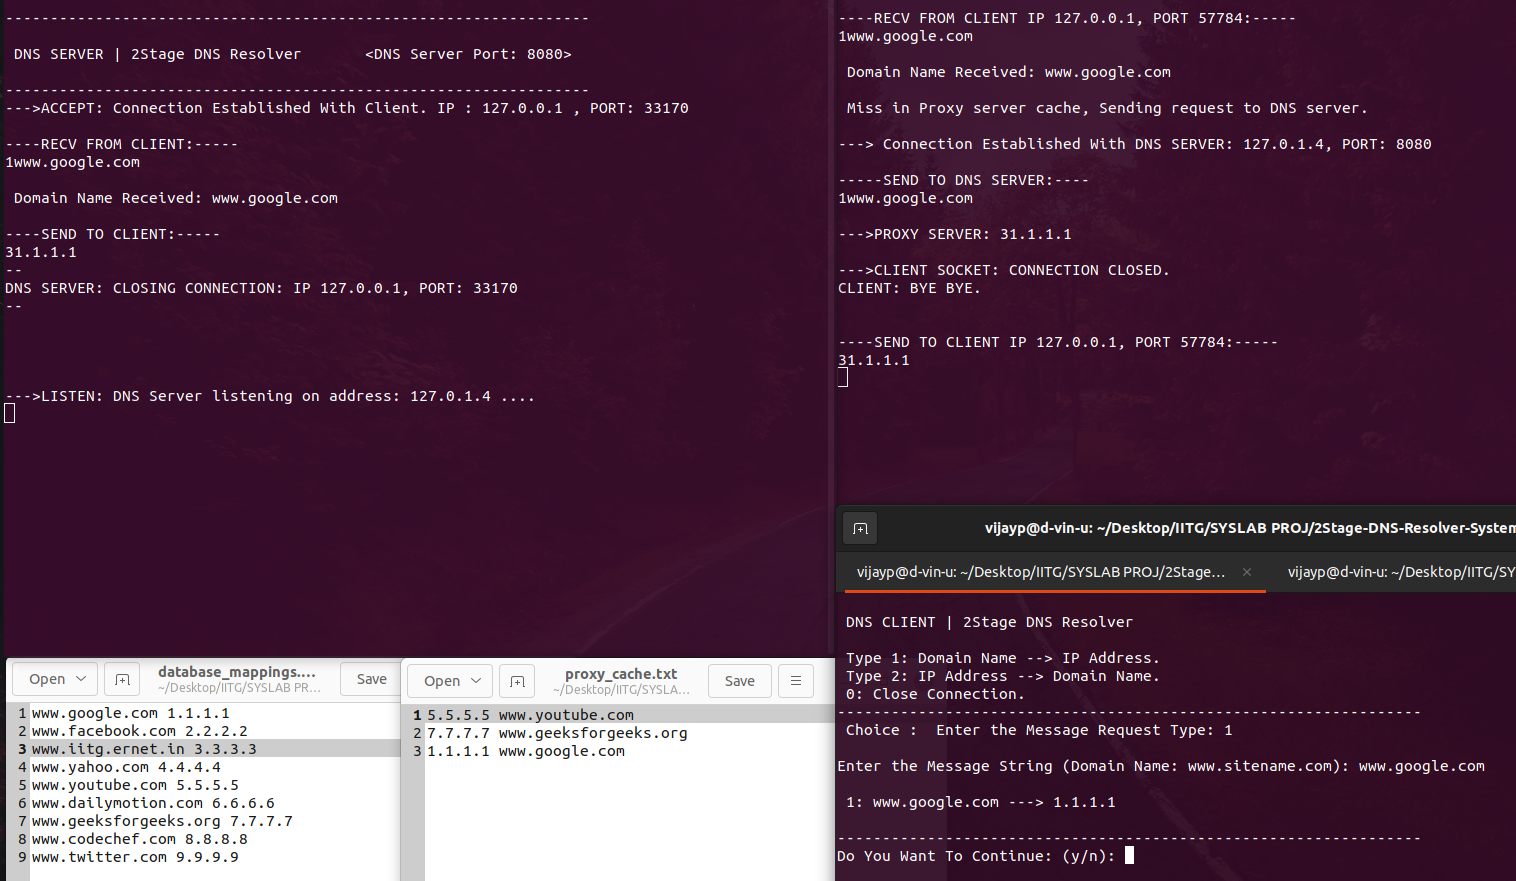 -----------------------------------------------------------------
DNS SERVER | 2Stage DNS Resolver       <DNS Server Port: 8080>
-----------------------------------------------------------------
--->ACCEPT: Connection Established With Client. IP : 127.0.0.1 , PORT: 33170
----RECV FROM CLIENT:-----
1www.google.com
Domain Name Received: www.google.com
----SEND TO CLIENT:-----
31.1.1.1
--
DNS SERVER: CLOSING CONNECTION: IP 127.0.0.1, PORT: 33170
--
--->LISTEN: DNS Server listening on address: 127.0.1.4 ....
----RECV FROM CLIENT IP 127.0.0.1, PORT 57784:-----
1www.google.com
Domain Name Received: www.google.com
Miss in Proxy server cache, Sending request to DNS server.
---> Connection Established With DNS SERVER: 127.0.1.4, PORT: 8080
-----SEND TO DNS SERVER:----
1www.google.com
--->PROXY SERVER: 31.1.1.1
--->CLIENT SOCKET: CONNECTION CLOSED.
CLIENT: BYE BYE.
----SEND TO CLIENT IP 127.0.0.1, PORT 57784:-----
31.1.1.1
Open database_mappings.... Save
~/Desktop/IITG/SYSLAB PR...
1 www.google.com 1.1.1.1
2 www.facebook.com 2.2.2.2
3 www.iitg.ernet.in 3.3.3.3
4 www.yahoo.com 4.4.4.4
5 www.youtube.com 5.5.5.5
6 www.dailymotion.com 6.6.6.6
7 www.geeksforgeeks.org 7.7.7.7
8 www.codechef.com 8.8.8.8
9 www.twitter.com 9.9.9.9
Open proxy_cache.txt Save
~/Desktop/IITG/SYSLA...
1 5.5.5.5 www.youtube.com
2 7.7.7.7 www.geeksforgeeks.org
3 1.1.1.1 www.google.com
vijayp@d-vin-u: ~/Desktop/IITG/SYSLAB PROJ/2Stage-DNS-Resolver-System
vijayp@d-vin-u: ~/Desktop/IITG/SYSLAB PROJ/2Stage... × vijayp@d-vin-u: ~/Desktop/IITG/SY
DNS CLIENT | 2Stage DNS Resolver
Type 1: Domain Name --> IP Address.
Type 2: IP Address --> Domain Name.
0: Close Connection.
-----------------------------------------------------------------
Choice :  Enter the Message Request Type: 1
Enter the Message String (Domain Name: www.sitename.com): www.google.com
1: www.google.com ---> 1.1.1.1
-----------------------------------------------------------------
Do You Want To Continue: (y/n):